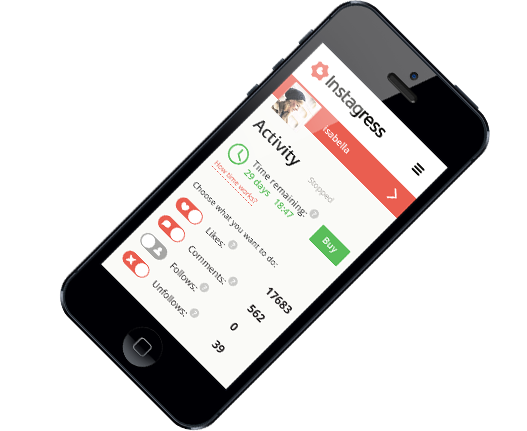 Instagress
Isabella
Activity
Stopped
Time remaining: ?
29 days 18:47
How time works?
Buy
Choose what you want to do:
Likes: ? 17683
Comments: ? 562
Follows: ? 0
Unfollows: ? 39